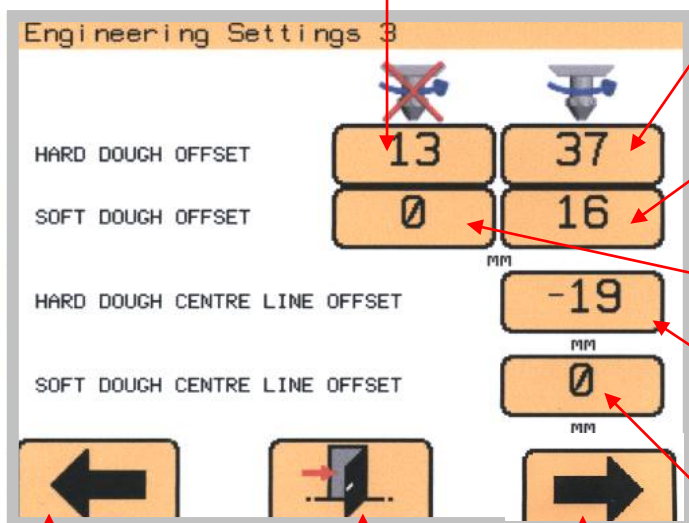 Engineering Settings 3
HARD DOUGH OFFSET 13 37
SOFT DOUGH OFFSET 0 16
MM
HARD DOUGH CENTRE LINE OFFSET -19
MM
SOFT DOUGH CENTRE LINE OFFSET 0
MM